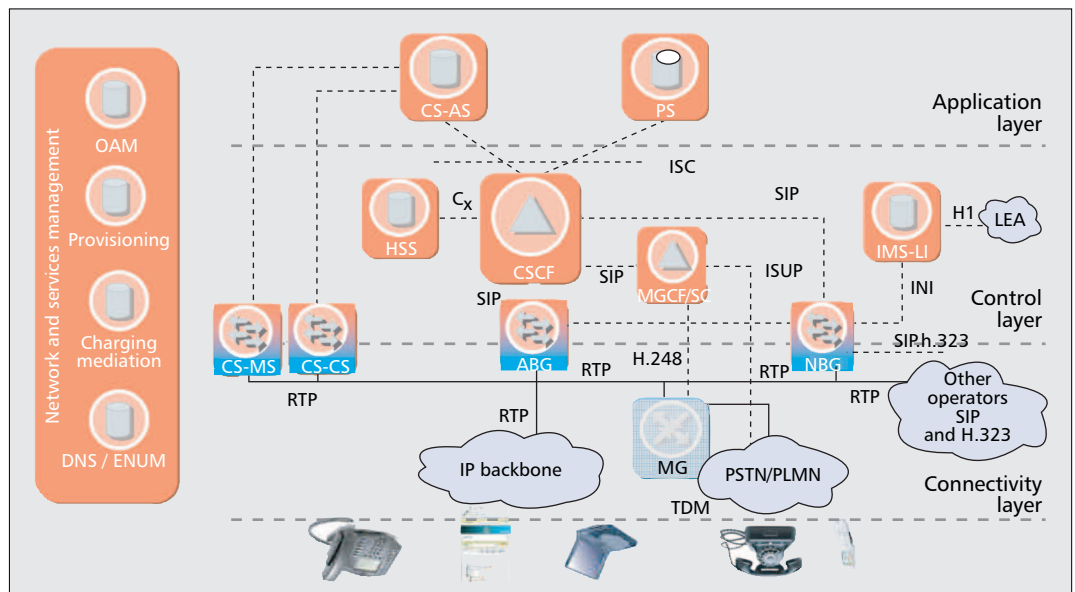 Network and services management
OAM
Provisioning
Charging
mediation
DNS / ENUM
CS-AS
PS
Application
layer
ISC
Cx
SIP
HSS
CSCF
SIP
MGCF/SC
ISUP
IMS-LI
H1
LEA
INI
SIP
Control
layer
CS-MS
CS-CS
ABG
H.248
NBG
SIP.h.323
RTP
RTP
RTP
RTP
RTP
Other
operators
SIP
and H.323
IP backbone
MG
PSTN/PLMN
TDM
Connectivity
layer